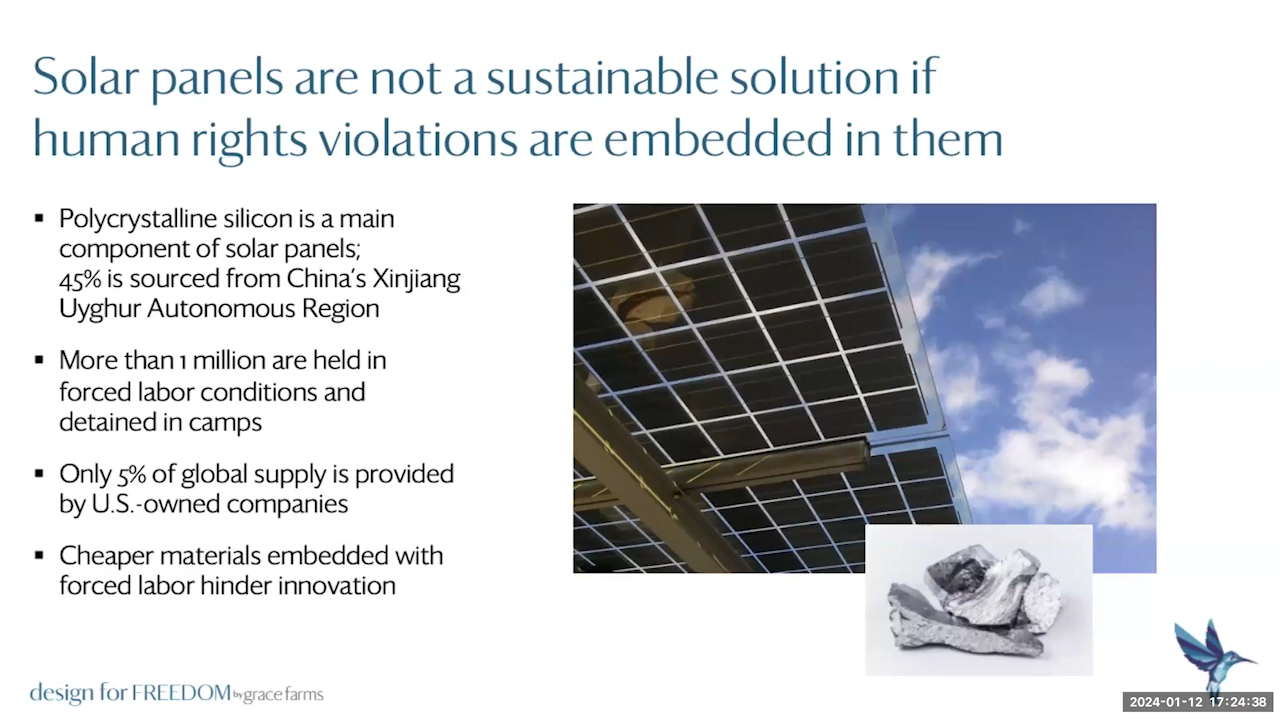 Solar panels are not a sustainable solution if
human rights violations are embedded in them
▪ Polycrystalline silicon is a main
component of solar panels;
45% is sourced from China's Xinjiang
Uyghur Autonomous Region
▪ More than 1 million are held in
forced labor conditions and
detained in camps
▪ Only 5% of global supply is provided
by U.S.-owned companies
▪ Cheaper materials embedded with
forced labor hinder innovation
design for FREEDOM by grace farms
2024-01-12 17:24:38